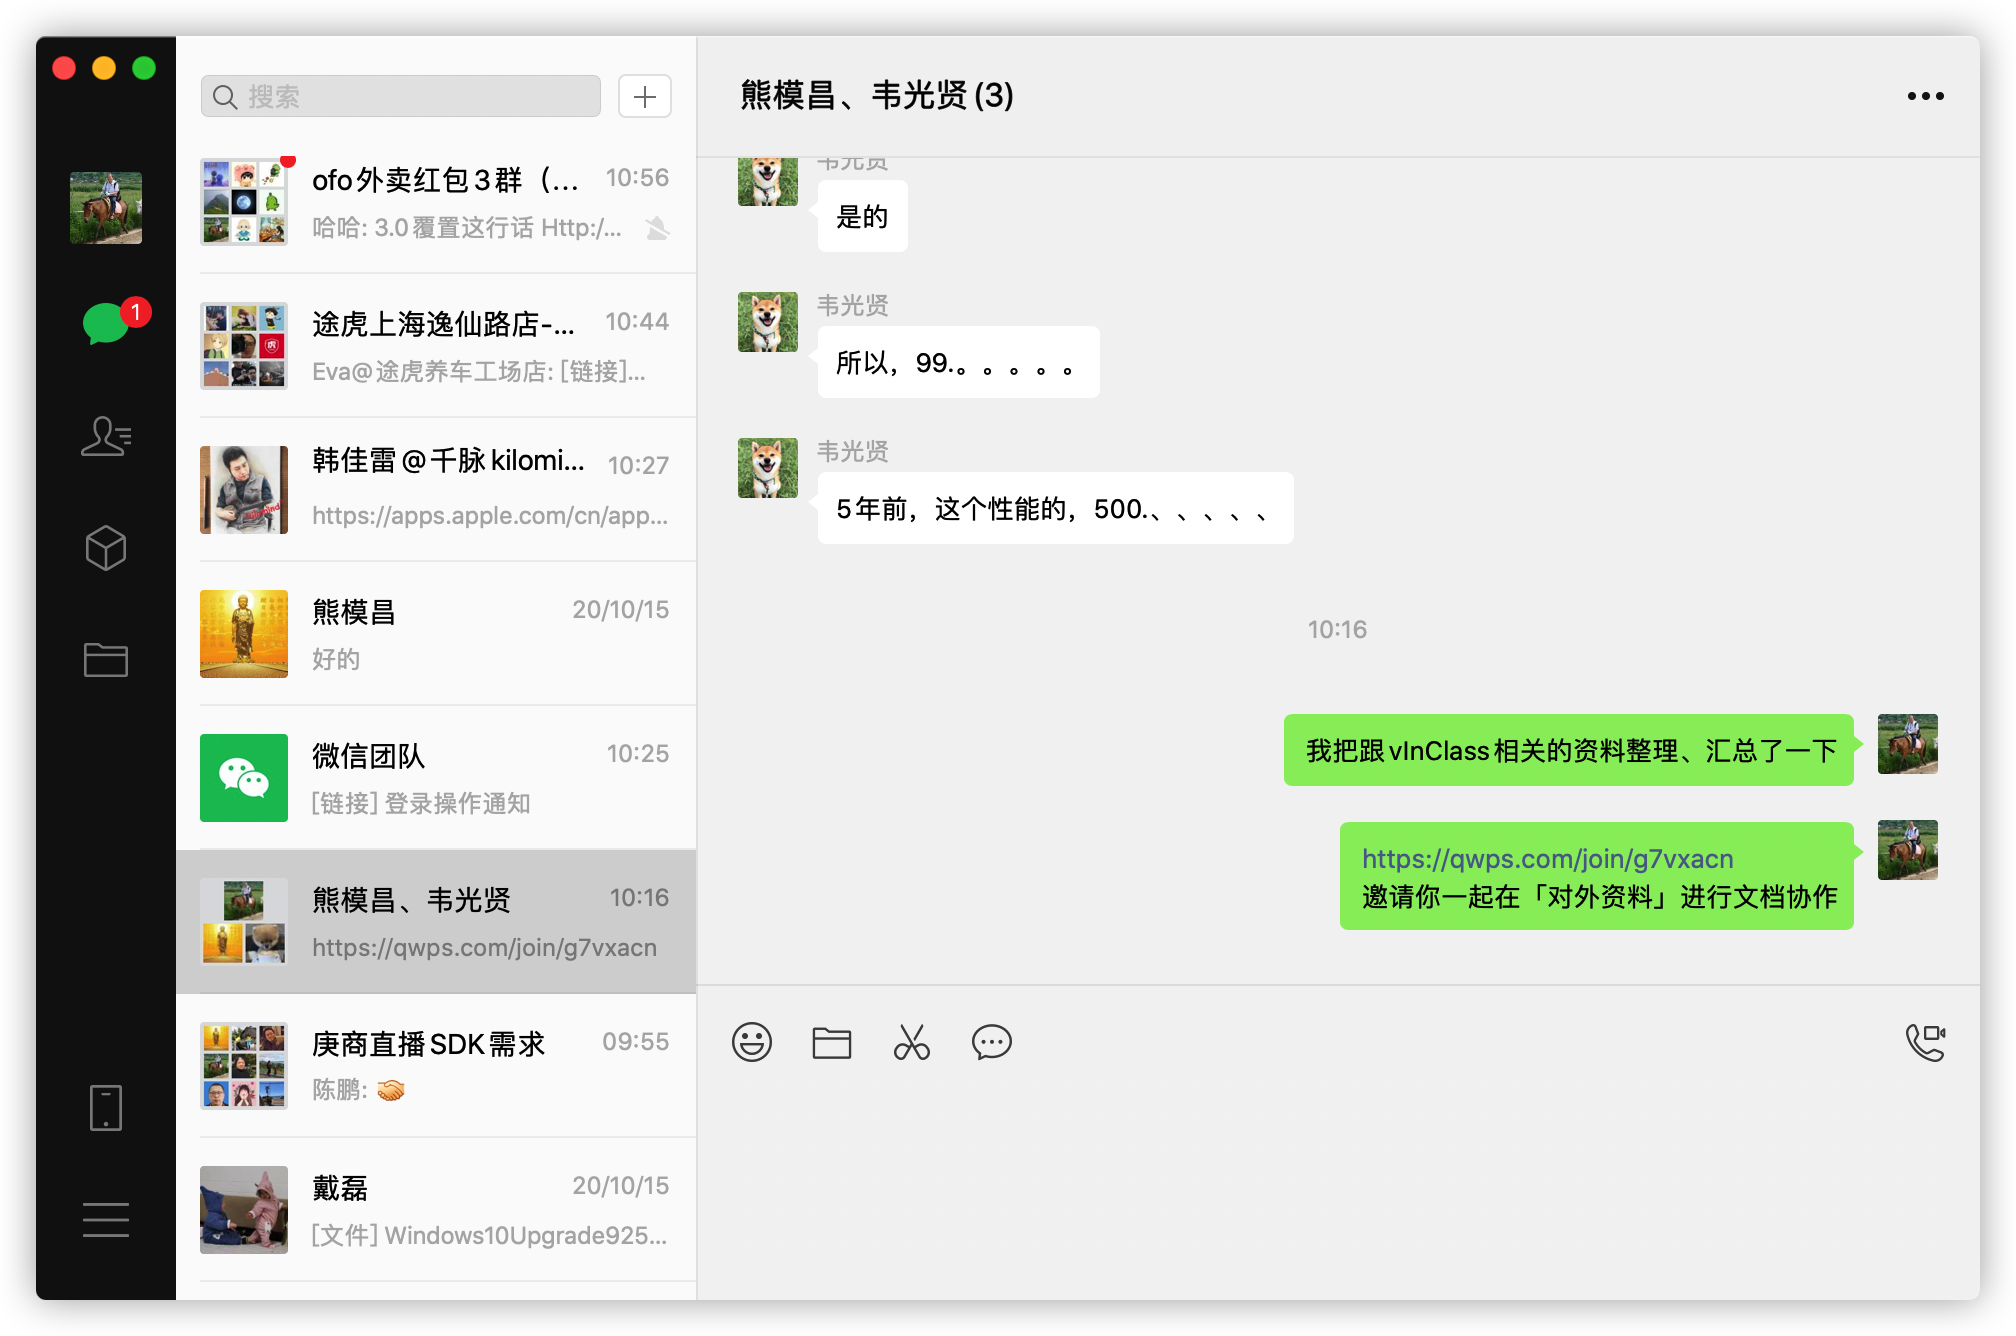 搜索
ofo外卖红包3群（...
10:56
哈哈: 3.0覆置这行话 Http:/...
途虎上海逸仙路店-...
10:44
Eva@途虎养车工场店: [链接]...
韩佳雷@千脉kilomi...
10:27
https://apps.apple.com/cn/app...
熊模昌
20/10/15
好的
微信团队
10:25
[链接] 登录操作通知
熊模昌、韦光贤
10:16
https://qwps.com/join/g7vxacn
庚商直播SDK需求
09:55
陈鹏:
戴磊
20/10/15
[文件] Windows10Upgrade925...
1
熊模昌、韦光贤(3)
韦光贤
是的
韦光贤
所以，99.。。。。。
韦光贤
5年前，这个性能的，500.、、、、、
10:16
我把跟vInClass相关的资料整理、汇总了一下
https://qwps.com/join/g7vxacn
邀请你一起在「对外资料」进行文档协作